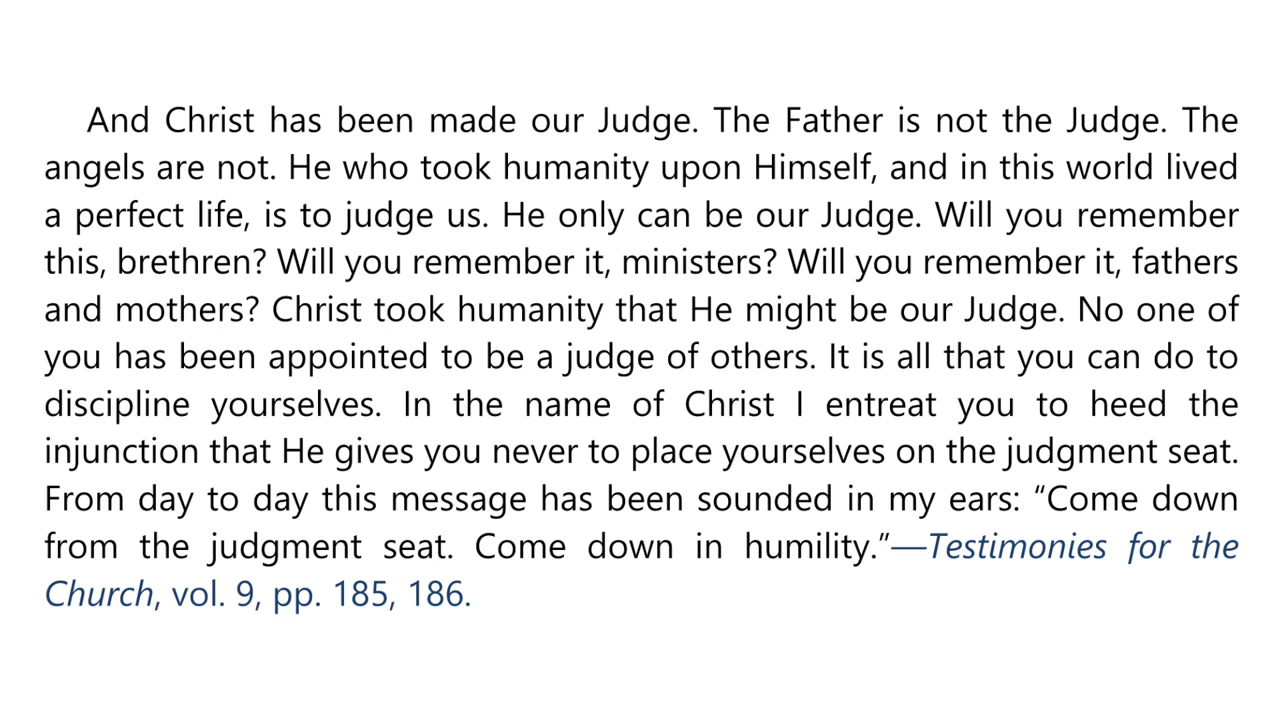 And Christ has been made our Judge. The Father is not the Judge. The
angels are not. He who took humanity upon Himself, and in this world lived
a perfect life, is to judge us. He only can be our Judge. Will you remember
this, brethren? Will you remember it, ministers? Will you remember it, fathers
and mothers? Christ took humanity that He might be our Judge. No one of
you has been appointed to be a judge of others. It is all that you can do to
discipline yourselves. In the name of Christ I entreat you to heed the
injunction that He gives you never to place yourselves on the judgment seat.
From day to day this message has been sounded in my ears: “Come down
from the judgment seat. Come down in humility.”—Testimonies for the
Church, vol. 9, pp. 185, 186.